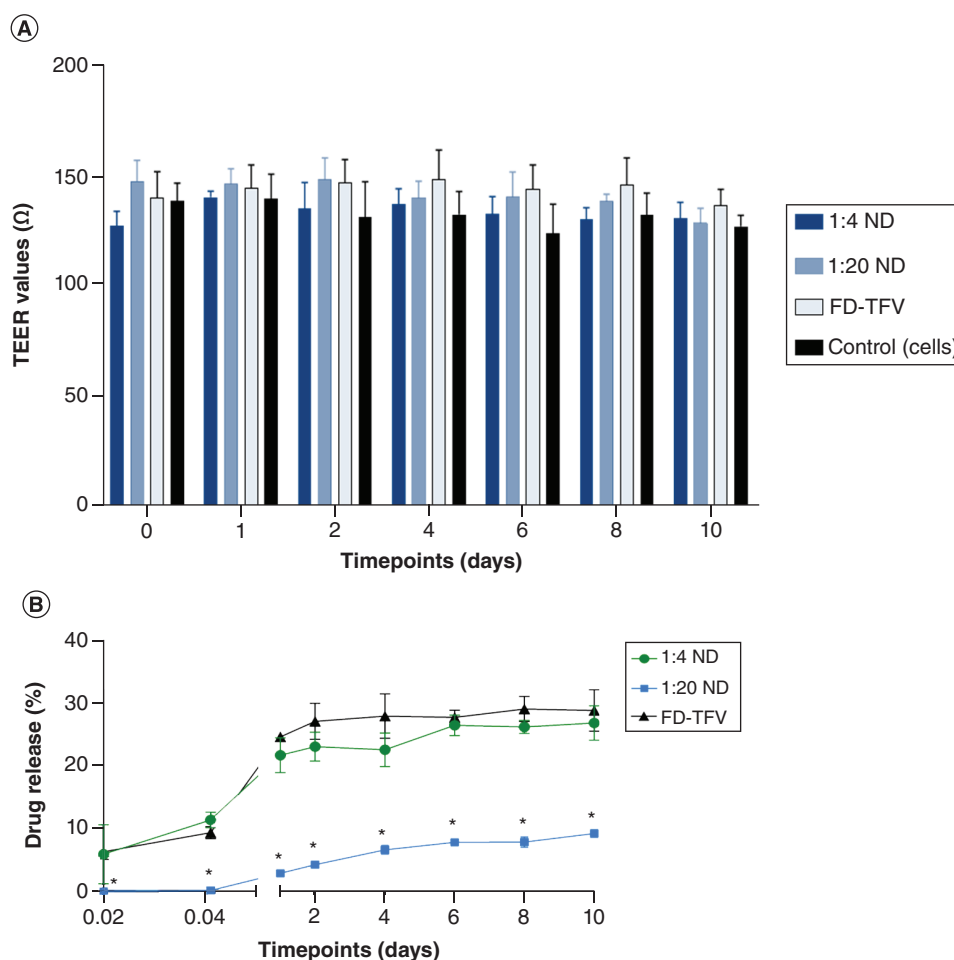 A
200
150
100
50
0
TEER values (Ω)
0 1 2 4 6 8 10
Timepoints (days)
1:4 ND
1:20 ND
FD-TFV
Control (cells)
B
40
30
20
10
0
Drug release (%)
* * * * * * * *
0.02 0.04 2 4 6 8 10
Timepoints (days)
1:4 ND
1:20 ND
FD-TFV